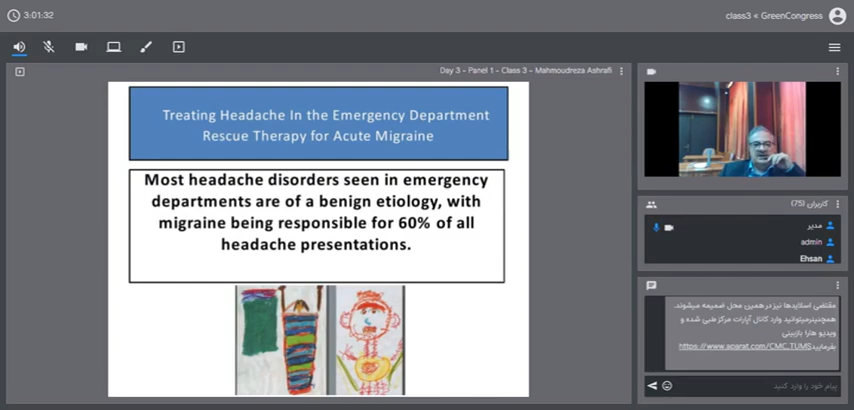 3:01:32
class3 < GreenCongress
Day 3 - Panel 1 - Class 3 - Mahmoudreza Ashrafi
Treating Headache In the Emergency Department
Rescue Therapy for Acute Migraine
Most headache disorders seen in emergency
departments are of a benign etiology, with
migraine being responsible for 60% of all
headache presentations.
کاربران (75)
مدیر
admin
Ehsan
مقتضی اسلایدها نیز در همین محل ضمیمه میشوند.
همچنین میتوانید وارد کانال آپارات مرکز طبی شده و
ویدیو هارا بازبینی
بفرمایید https://www.aparat.com/CMC_TUMS
پیام خود را وارد کنید